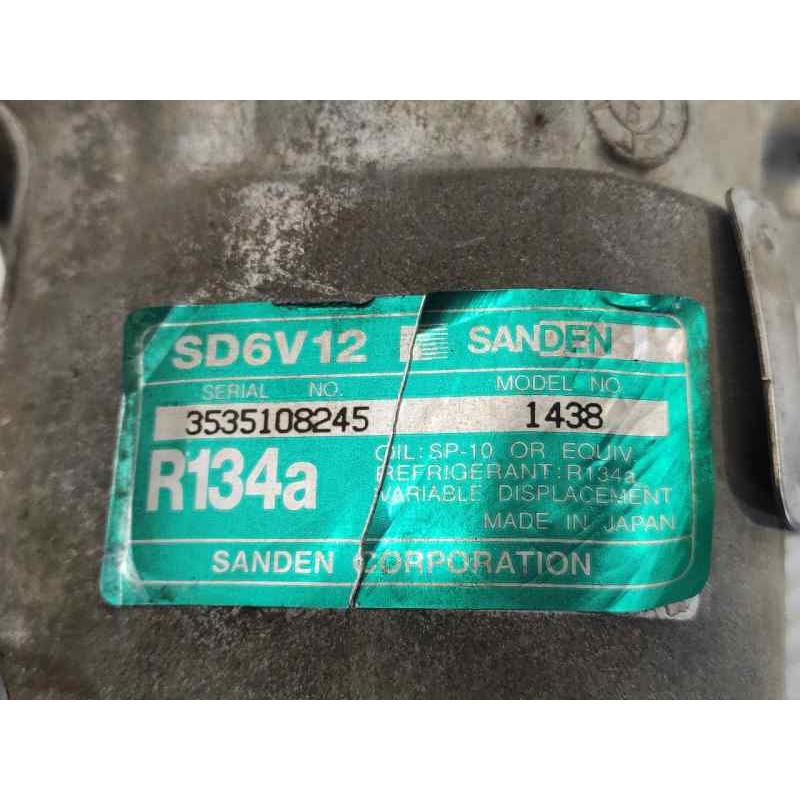 SD6V12 SANDEN
SERIAL NO. MODEL NO.
3535108245 1438
R134a
OIL: SP-10 OR EQUIV
REFRIGERANT: R134a
VARIABLE DISPLACEMENT
MADE IN JAPAN
SANDEN CORPORATION